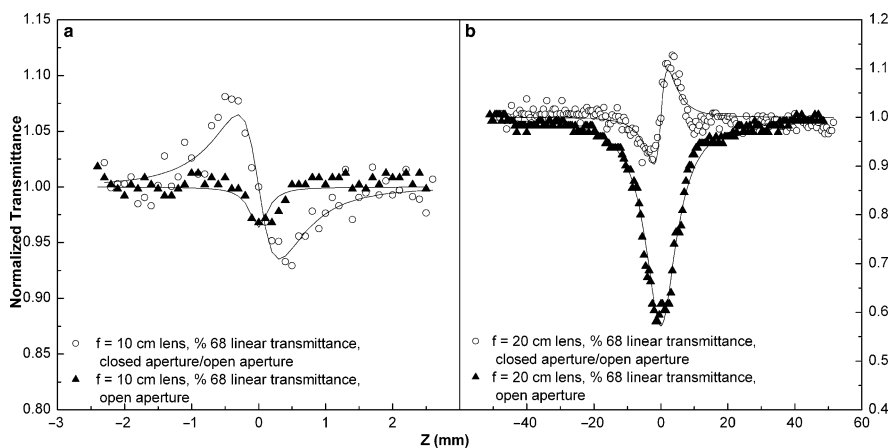 a
b
Normalized Transmittance
1.15
1.10
1.05
1.00
0.95
0.90
0.85
0.80
1.2
1.1
1.0
0.9
0.8
0.7
0.6
0.5
0.4
f = 10 cm lens, % 68 linear transmittance,
closed aperture/open aperture
f = 10 cm lens, % 68 linear transmittance,
open aperture
f = 20 cm lens, % 68 linear transmittance,
closed aperture/open aperture
f = 20 cm lens, % 68 linear transmittance,
open aperture
−3 −2 −1 0 1 2 −40 −20 0 20 40 60
Z (mm)